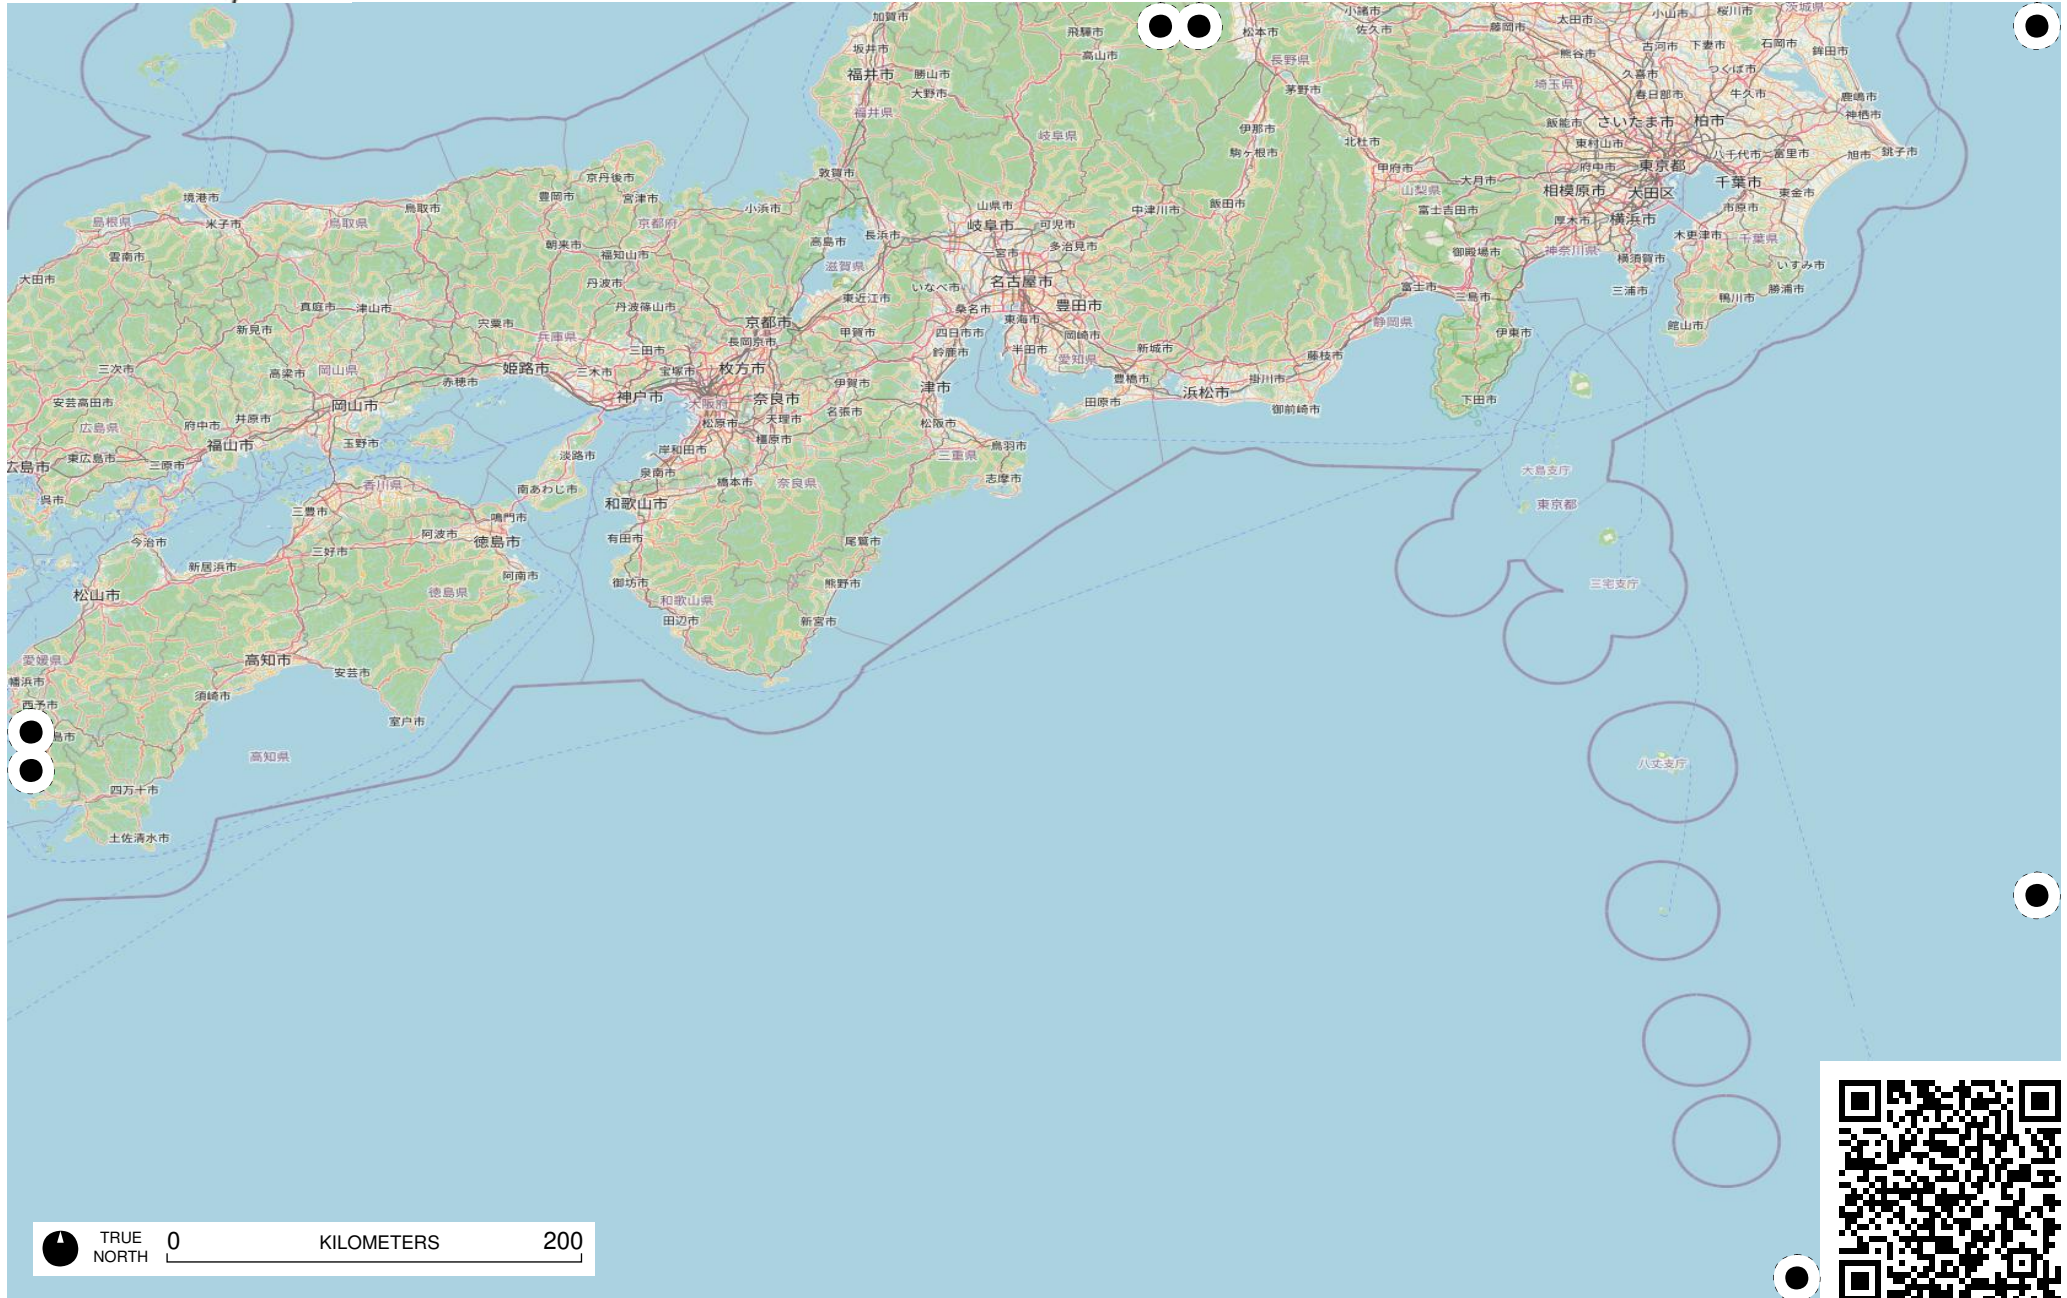 加賀市
飛騨市
高山市
松本市
小諸市
佐久市
藤岡市
太田市
小山市
桜川市
茨城県
坂井市
福井市
勝山市
大野市
福井県
岐阜県
長野県
茅野市
伊那市
駒ヶ根市
北杜市
熊谷市
古河市
下妻市
石岡市
鉾田市
久喜市
つくば市
埼玉県
春日部市
牛久市
鹿嶋市
神栖市
飯能市
さいたま市
柏市
東村山市
東京都
八千代市
富里市
旭市
銚子市
府中市
甲府市
山梨県
大月市
相模原市
大田区
千葉市
東金市
市原市
富士吉田市
厚木市
横浜市
木更津市
千葉県
御殿場市
神奈川県
横須賀市
いすみ市
敦賀市
京丹後市
豊岡市
宮津市
小浜市
京都府
境港市
鳥取市
島根県
米子市
鳥取県
雲南市
大田市
朝来市
福知山市
高島市
長浜市
山県市
岐阜市
可児市
中津川市
飯田市
一宮市
多治見市
滋賀県
名古屋市
いなべ市
丹波市
東近江市
桑名市
豊田市
富士市
三島市
三浦市
鴨川市
勝浦市
館山市
真庭市
津山市
丹波篠山市
新見市
宍粟市
兵庫県
京都市
長岡京市
甲賀市
四日市市
東海市
岡崎市
静岡県
伊東市
三田市
鈴鹿市
半田市
愛知県
新城市
藤枝市
三次市
高梁市
岡山県
赤穂市
姫路市
三木市
宝塚市
枚方市
伊賀市
津市
豊橋市
浜松市
掛川市
安芸高田市
岡山市
神戸市
大阪府
奈良市
名張市
田原市
御前崎市
下田市
広島県
府中市
井原市
福山市
玉野市
松原市
天理市
橿原市
松阪市
岸和田市
鳥羽市
広島市
東広島市
三原市
淡路市
泉南市
三重県
志摩市
大島支庁
呉市
香川県
南あわじ市
橋本市
奈良県
和歌山市
東京都
三豊市
鳴門市
今治市
三好市
阿波市
徳島市
有田市
尾鷲市
新居浜市
阿南市
御坊市
熊野市
三宅支庁
松山市
徳島県
和歌山県
田辺市
新宮市
愛媛県
高知市
安芸市
八幡浜市
西予市
須崎市
室戸市
島市
高知県
八丈支庁
四万十市
土佐清水市
TRUE
NORTH
0 KILOMETERS 200